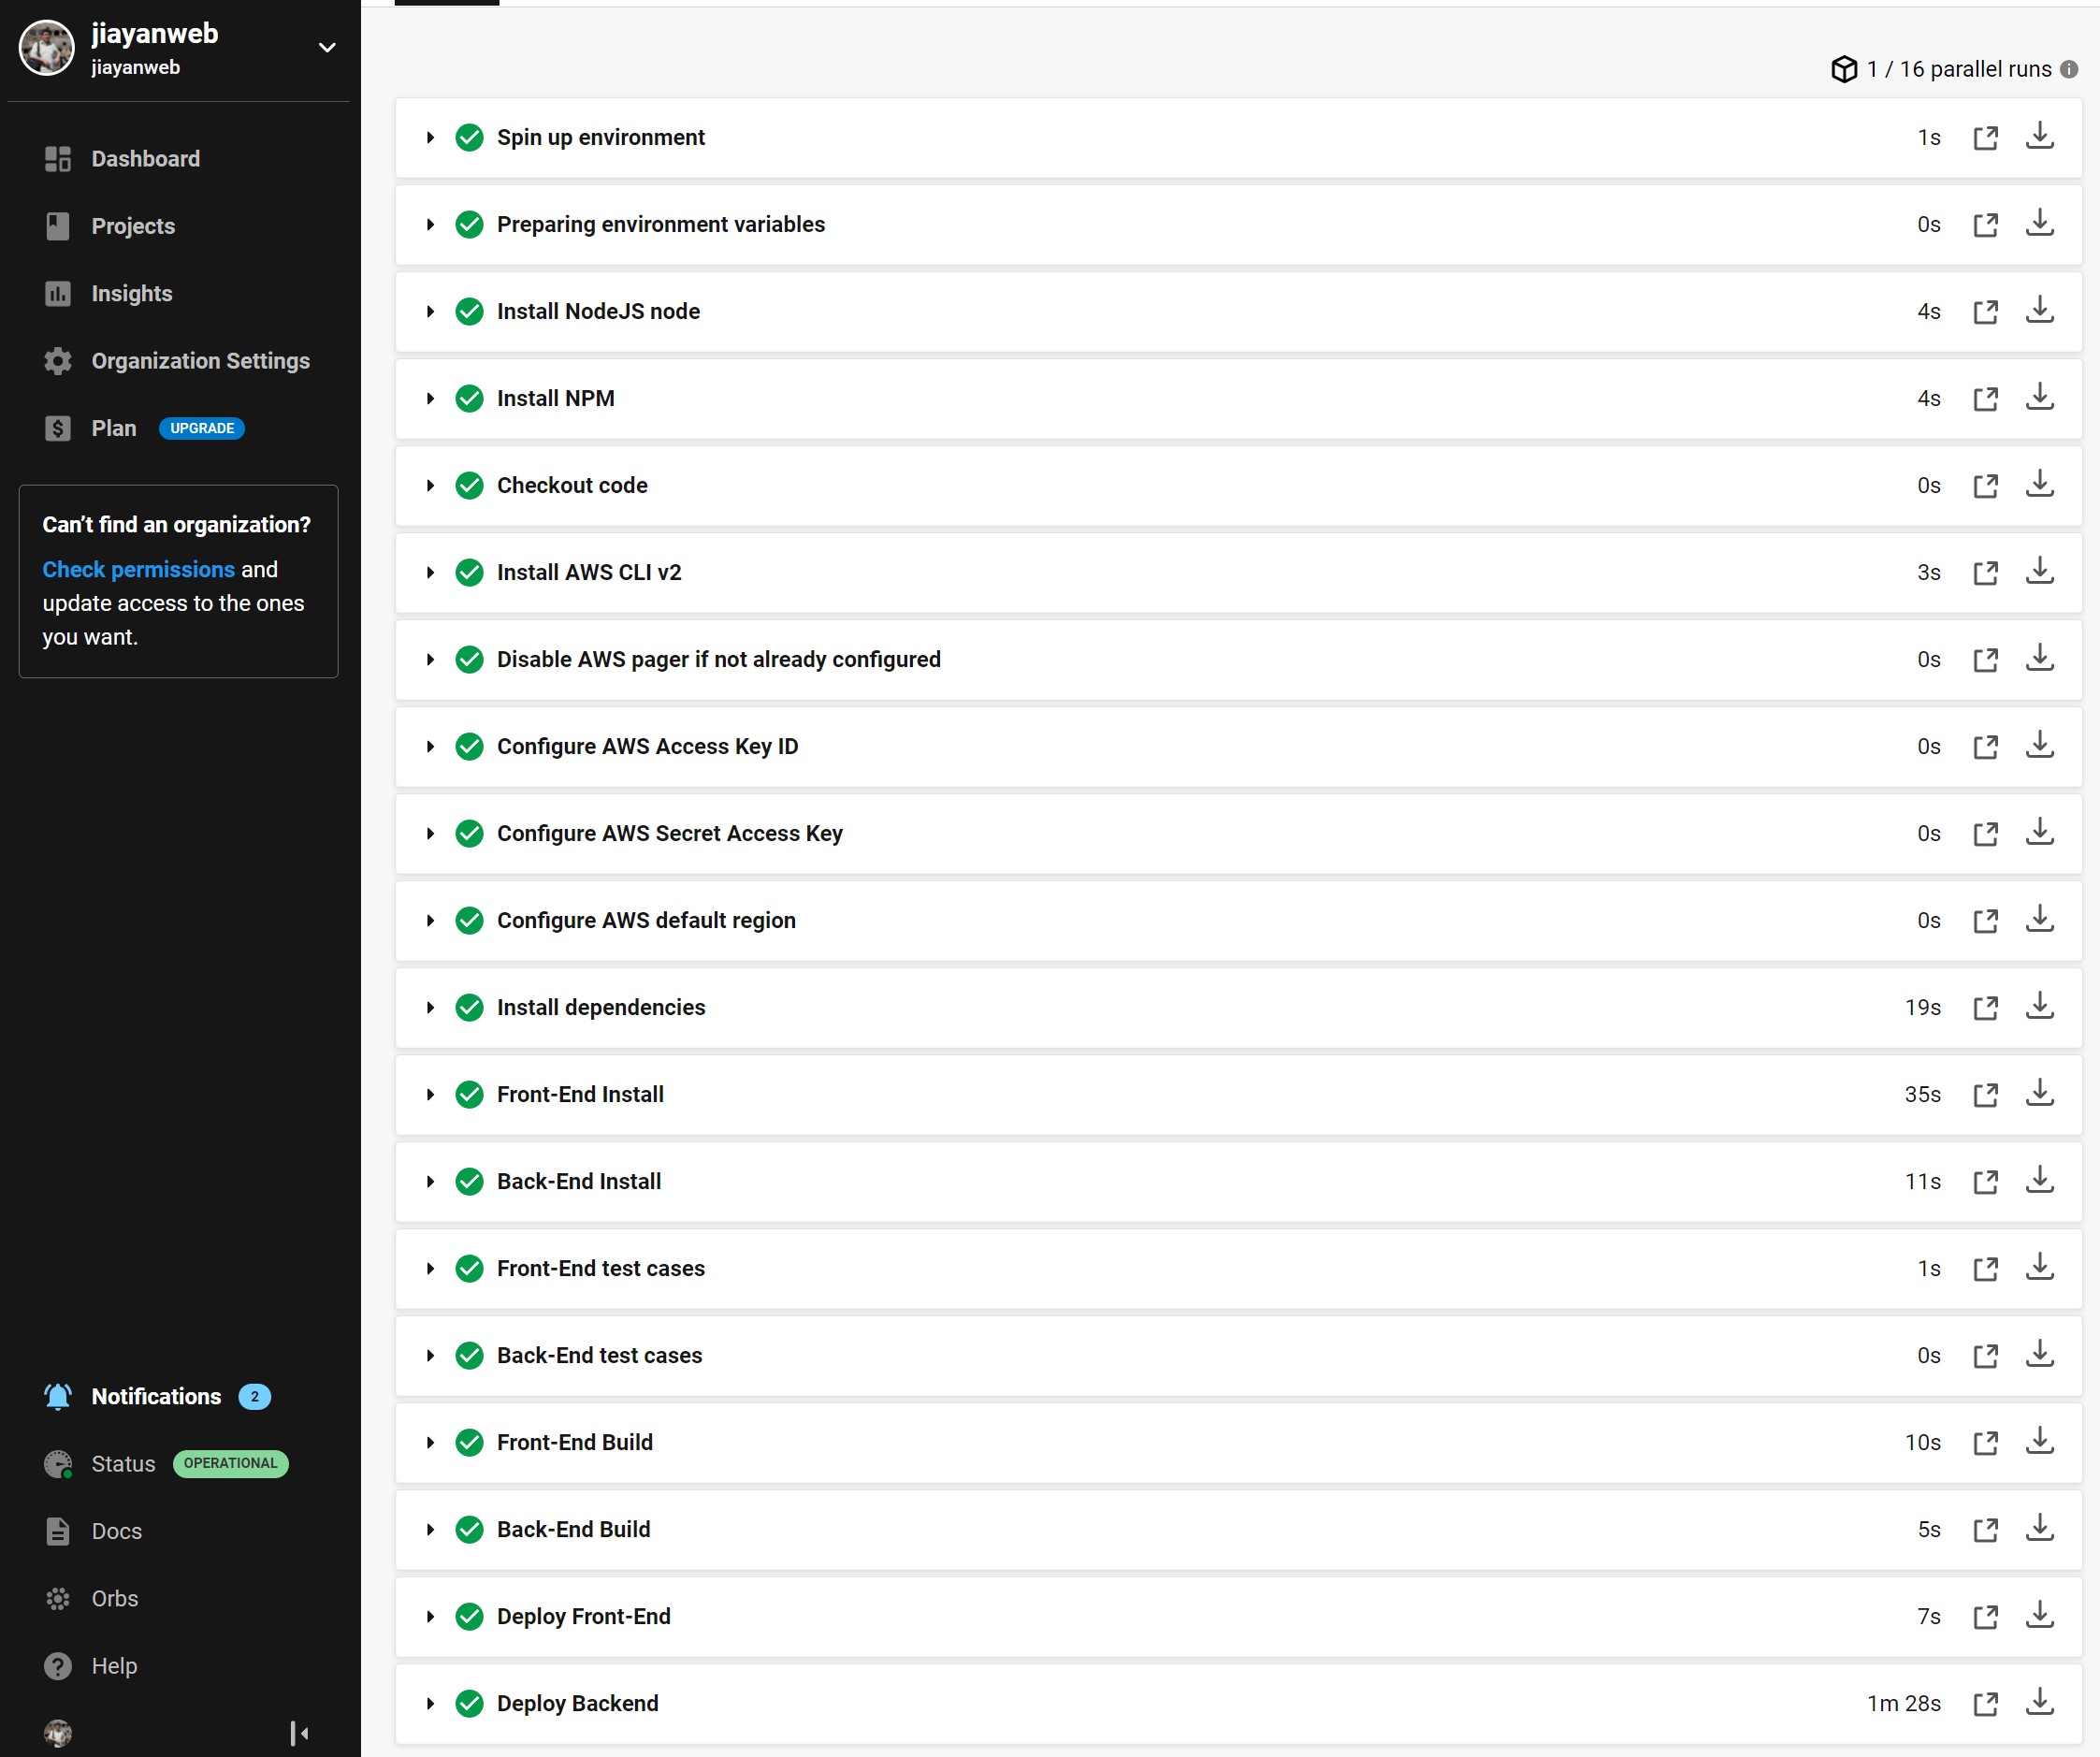 jiayanweb
jiayanweb
Dashboard
Projects
Insights
Organization Settings
Plan UPGRADE
Can’t find an organization?
Check permissions and
update access to the ones
you want.
Notifications 2
Status OPERATIONAL
Docs
Orbs
Help
1 / 16 parallel runs
Spin up environment 1s
Preparing environment variables 0s
Install NodeJS node 4s
Install NPM 4s
Checkout code 0s
Install AWS CLI v2 3s
Disable AWS pager if not already configured 0s
Configure AWS Access Key ID 0s
Configure AWS Secret Access Key 0s
Configure AWS default region 0s
Install dependencies 19s
Front-End Install 35s
Back-End Install 11s
Front-End test cases 1s
Back-End test cases 0s
Front-End Build 10s
Back-End Build 5s
Deploy Front-End 7s
Deploy Backend 1m 28s